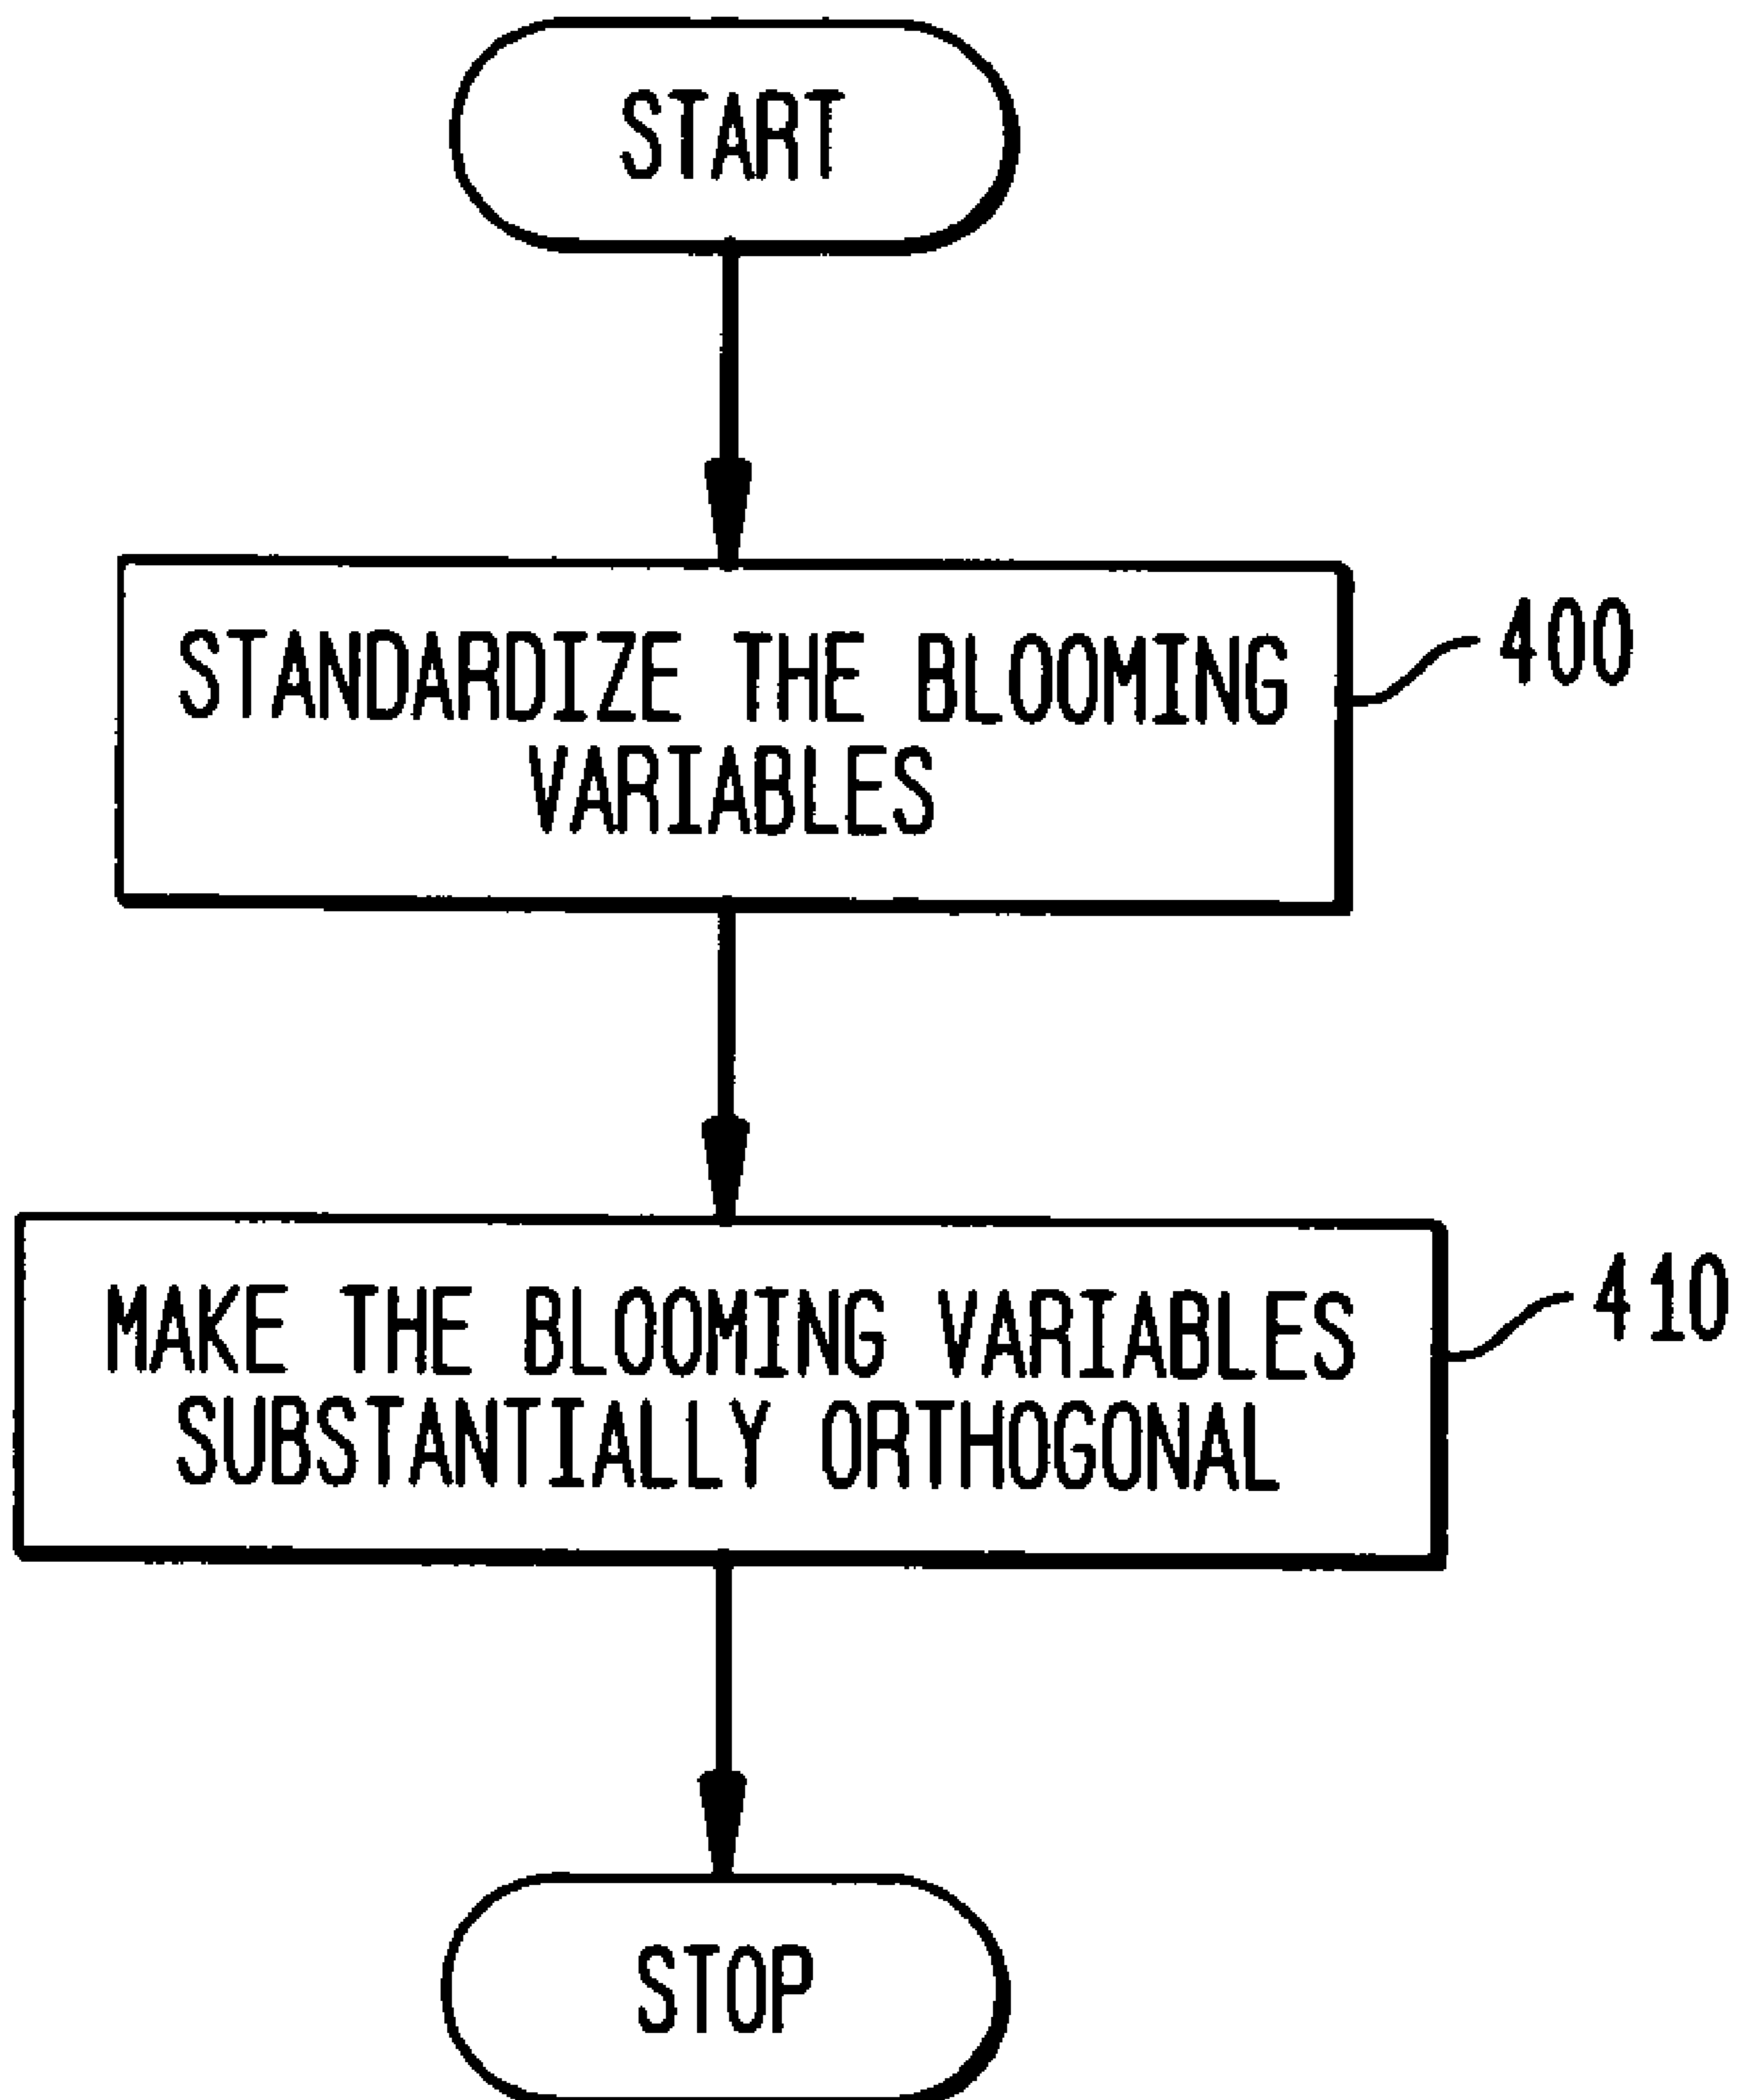 START
STANDARDIZE THE BLOOMING
VARIABLES
400
MAKE THE BLOOMING VARIABLES
SUBSTANTIALLY ORTHOGONAL
410
STOP